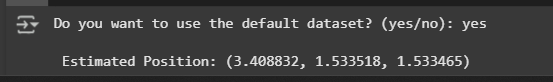 Do you want to use the default dataset? (yes/no): yes
Estimated Position: (3.408832, 1.533518, 1.533465)